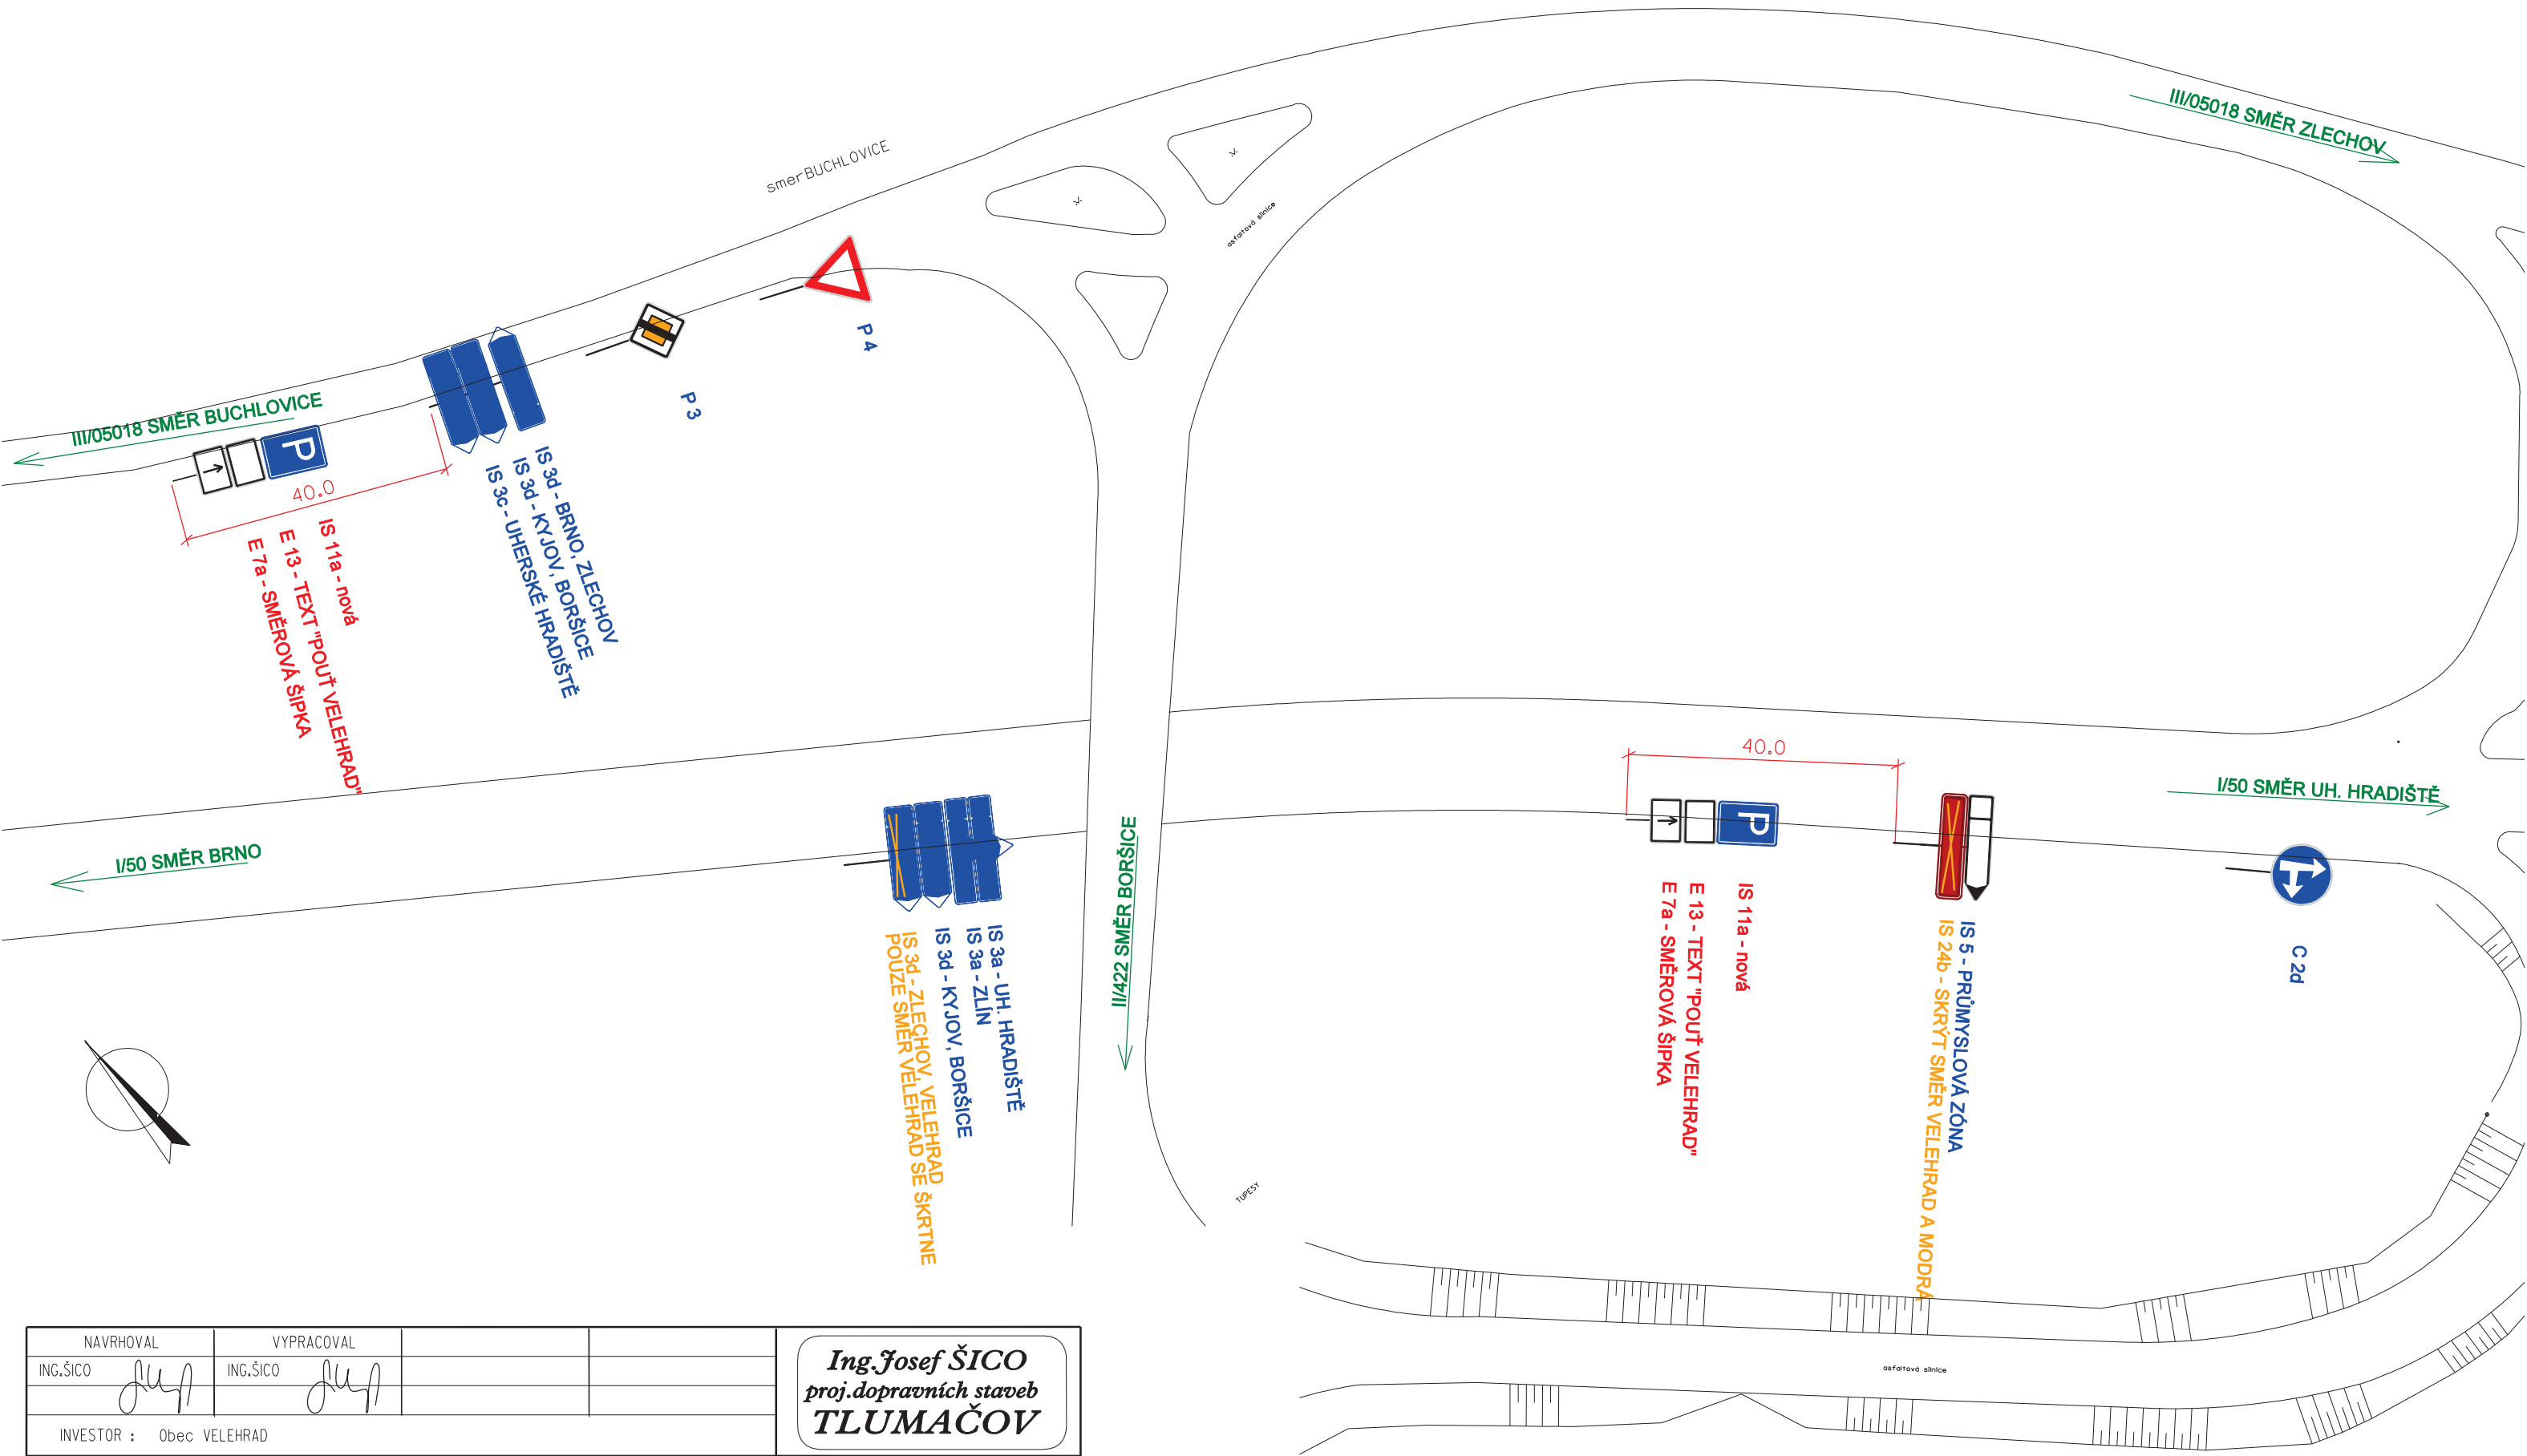 III/05018 SMĚR ZLECHOV
smerBUCHLOVICE
asfaltová silnice
P 4
P 3
III/05018 SMĚR BUCHLOVICE
P
40.0
IS 3d - BRNO, ZLECHOV
IS 3d - KYJOV, BORŠICE
IS 3c - UHERSKÉ HRADIŠTĚ
IS 11a - nová
E 13 - TEXT "POUŤ VELEHRAD"
E 7a - SMĚROVÁ ŠIPKA
40.0
I/50 SMĚR UH. HRADIŠTĚ
P
I/50 SMĚR BRNO
II/422 SMĚR BORŠICE
IS 3a - UH. HRADIŠTĚ
IS 3a - ZLÍN
IS 3d - KYJOV, BORŠICE
IS 3d - ZLECHOV, VELEHRAD
POUZE SMĚR VELEHRAD SE ŠKRTNE
IS 11a - nová
E 13 - TEXT "POUŤ VELEHRAD"
E 7a - SMĚROVÁ ŠIPKA
IS 5 - PRŮMYSLOVÁ ZÓNA
IS 24b - SKRÝT SMĚR VELEHRAD A MODRÁ
C 2d
TUPESY
asfaltová silnice
NAVRHOVAL
VYPRACOVAL
ING.ŠICO
ING.ŠICO
INVESTOR : Obec VELEHRAD
Ing.Josef ŠICO
proj.dopravních staveb
TLUMAČOV